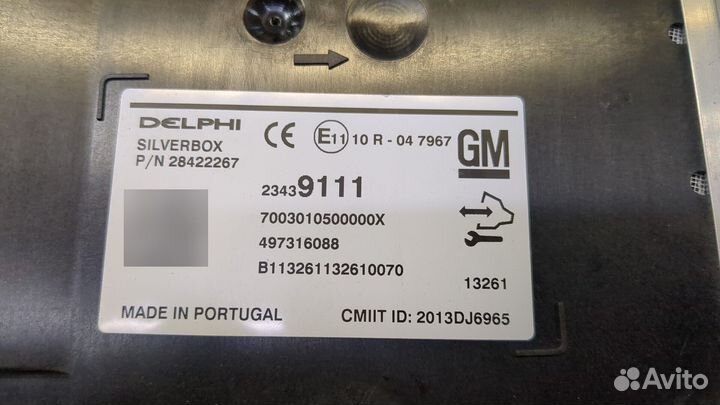 DELPHI
SILVERBOX
P/N 28422267
CE
E11 10 R - 04 7967
GM
23439111
7003010500000X
497316088
B113261132610070
13261
MADE IN PORTUGAL
CMIIT ID: 2013DJ6965
Avito